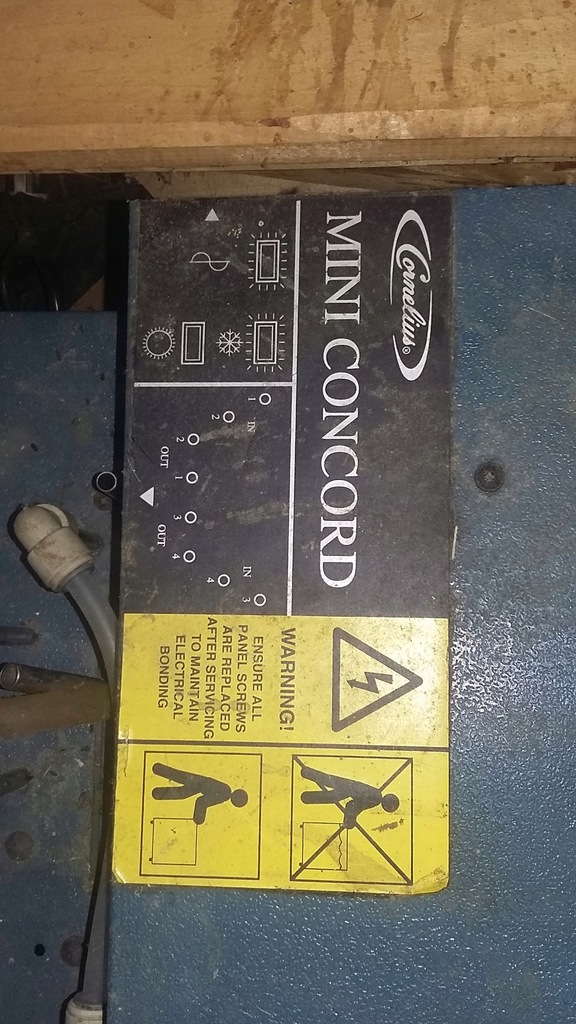 Cornelius®
MINI CONCORD
1 IN
2
2
OUT
1
3
OUT
4
IN
4
3
WARNING!
ENSURE ALL
PANEL SCREWS
ARE REPLACED
AFTER SERVICING
TO MAINTAIN
ELECTRICAL
BONDING